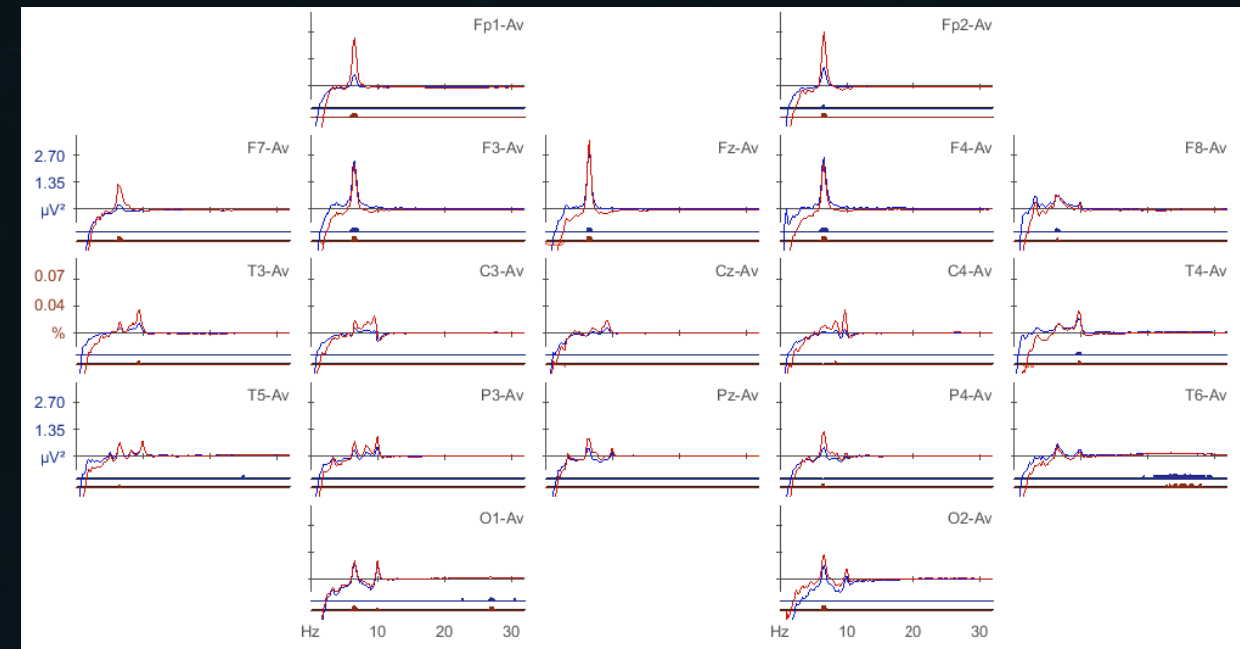 Fp1-Av Fp2-Av
F7-Av F3-Av Fz-Av F4-Av F8-Av
2.70
1.35
µV²
T3-Av C3-Av Cz-Av C4-Av T4-Av
0.07
0.04
%
T5-Av P3-Av Pz-Av P4-Av T6-Av
2.70
1.35
µV²
O1-Av O2-Av
Hz 10 20 30 Hz 10 20 30